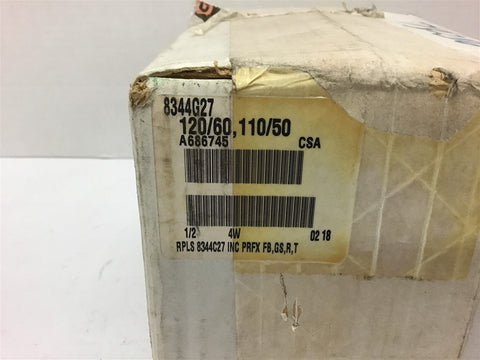 8344G27
120/60,110/50
A686745 CSA
1/2 4W 02 18
RPLS 8344C27 INC PRFX FB,GS,R,T